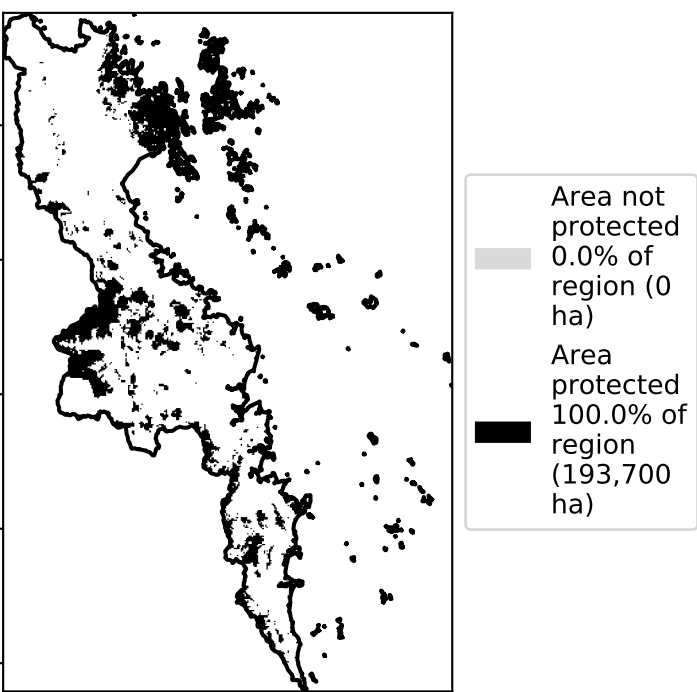 Area not
protected
0.0% of
region (0
ha)
Area
protected
100.0% of
region
(193,700
ha)